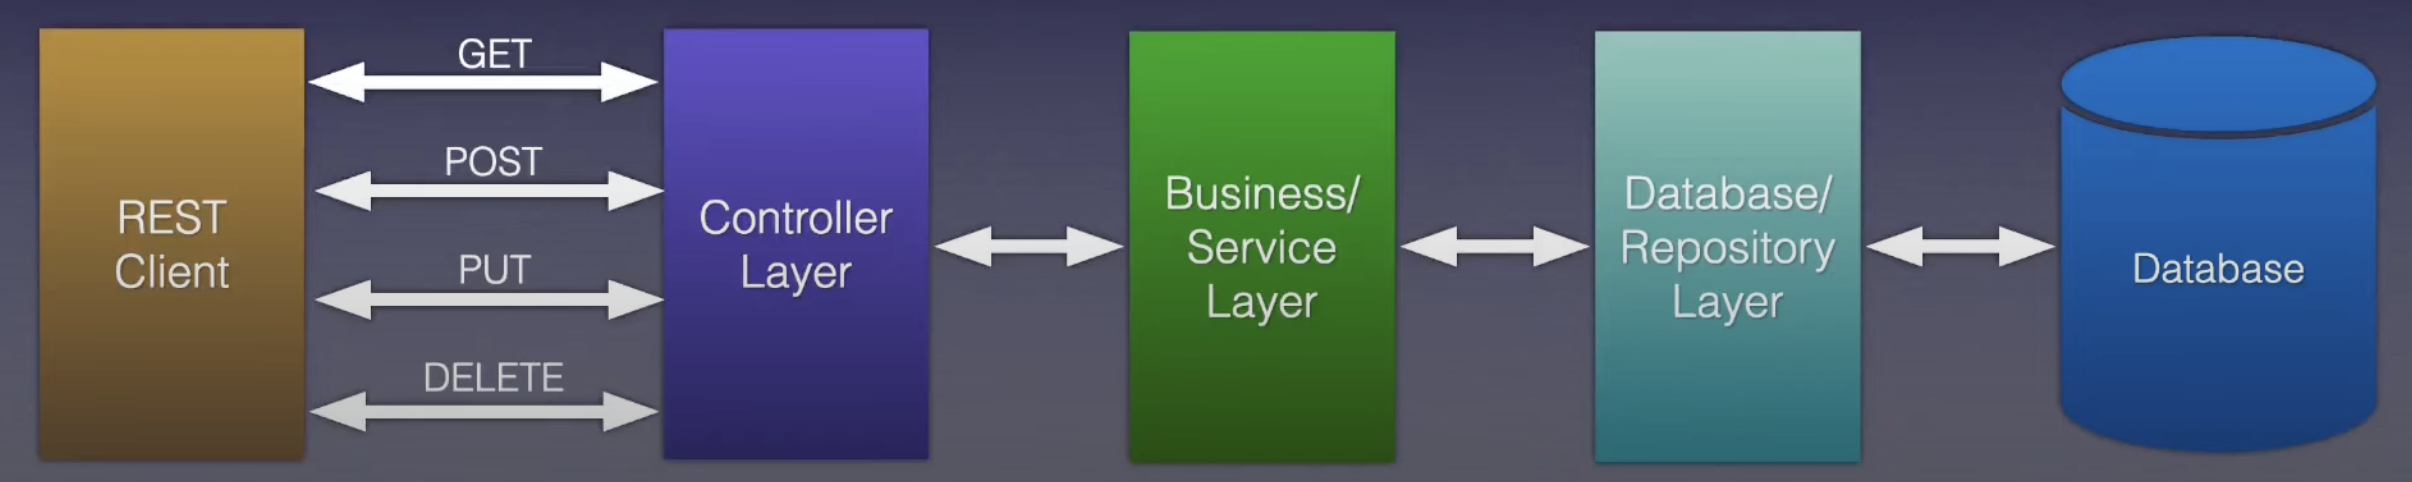 REST
Client
GET
POST
PUT
DELETE
Controller
Layer
Business/
Service
Layer
Database/
Repository
Layer
Database